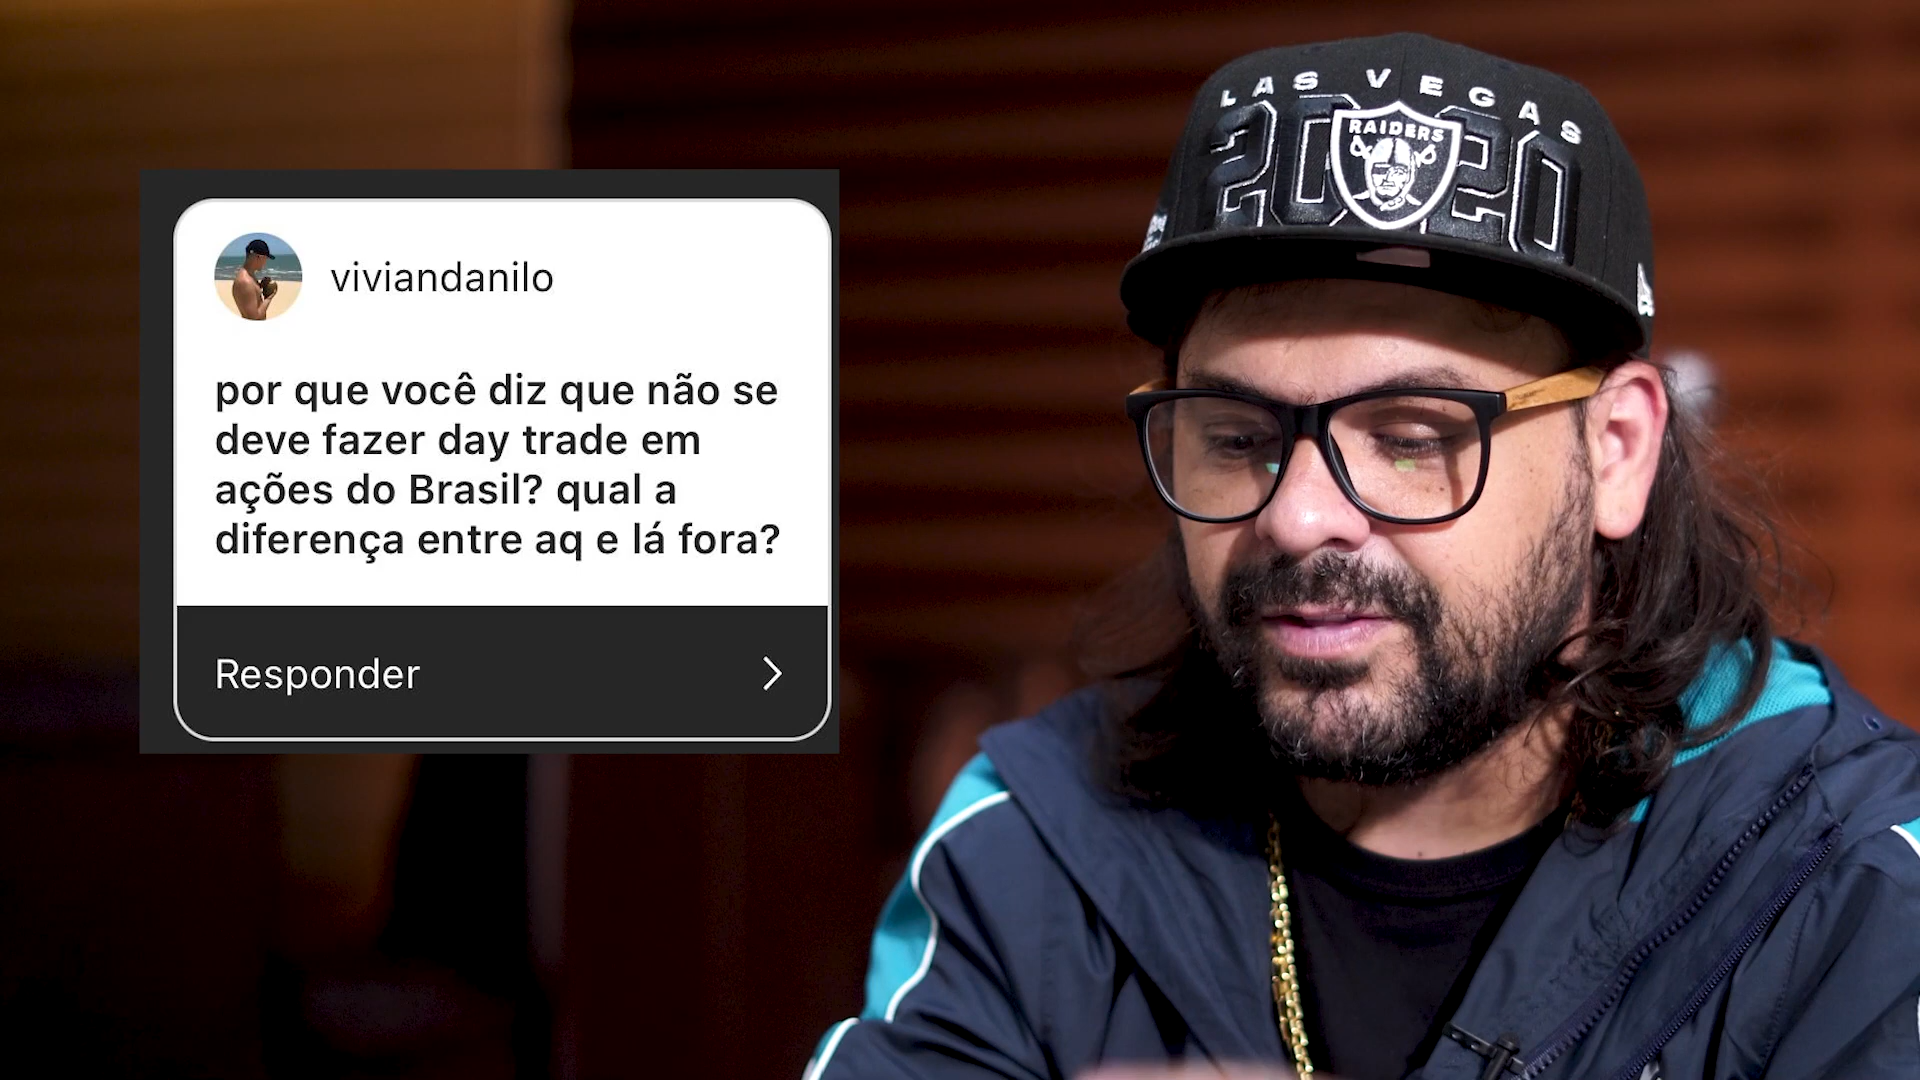 LAS VEGAS
2020
RAIDERS
viviandanilo
por que você diz que não se
deve fazer day trade em
ações do Brasil? qual a
diferença entre aq e lá fora?
Responder